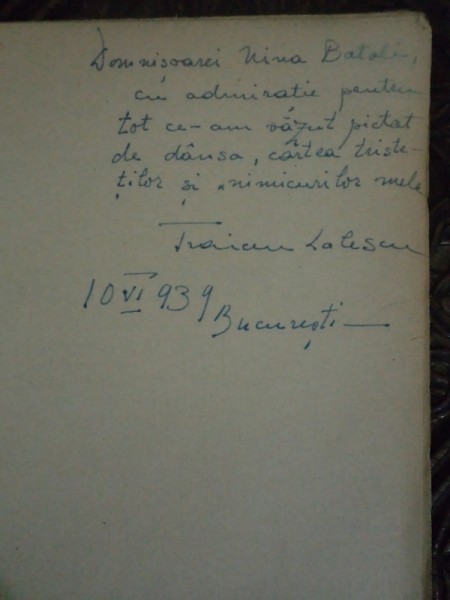 Domnișoarei Nina Batali,
cu admirație pentru
tot ce-am văzut pictat
de dânsa, cartea triste-
ților și „nimicurilor mele
Traian Lalescu
10 VI 939
București